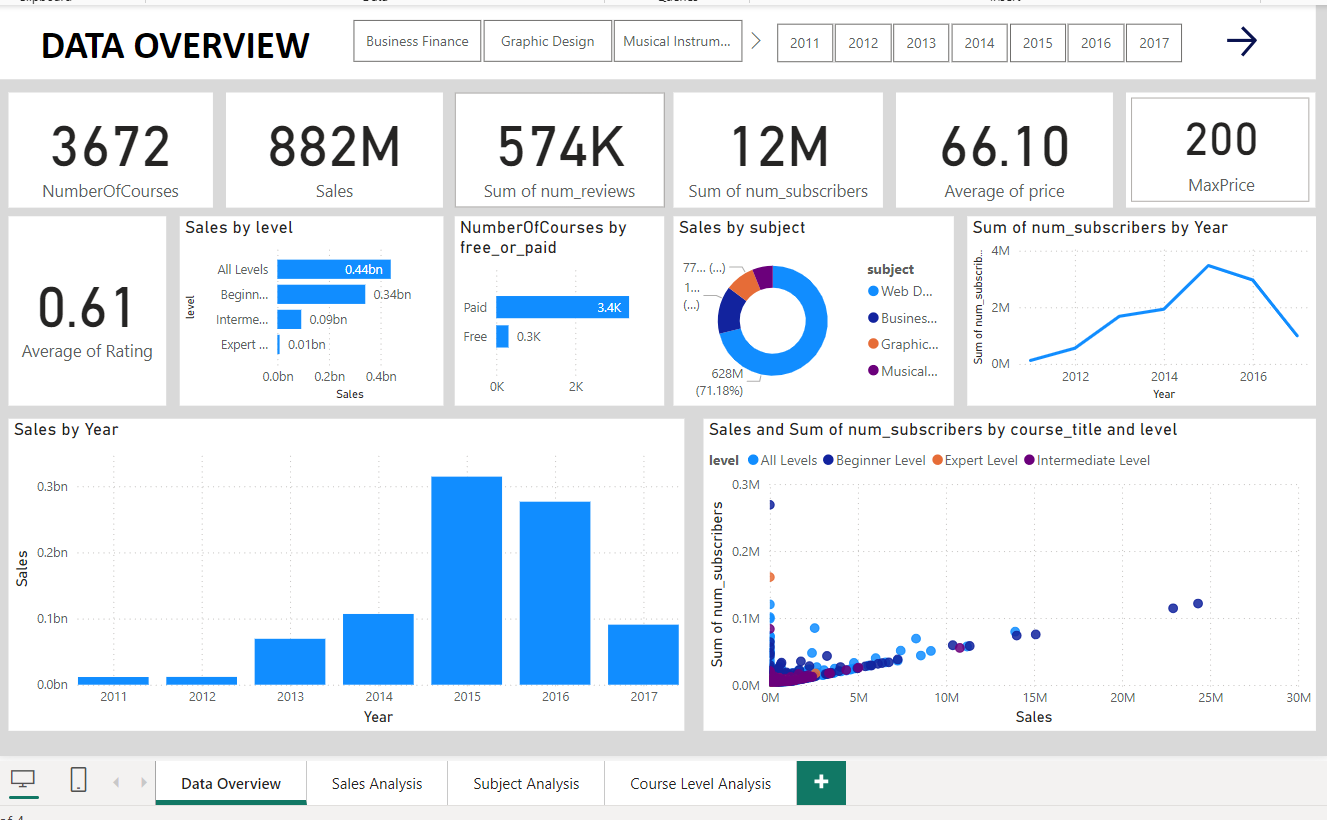 DATA OVERVIEW
Business Finance
Graphic Design
Musical Instrum...
2011
2012
2013
2014
2015
2016
2017
3672
NumberOfCourses
882M
Sales
574K
Sum of num_reviews
12M
Sum of num_subscribers
66.10
Average of price
200
MaxPrice
0.61
Average of Rating
Sales by level
level
All Levels
0.44bn
Beginn...
0.34bn
Interme...
0.09bn
Expert ...
0.01bn
0.0bn
0.2bn
0.4bn
Sales
NumberOfCourses by
free_or_paid
Paid
3.4K
Free
0.3K
0K
2K
Sales by subject
77... (...)
1...
(...)
628M
(71.18%)
subject
Web D...
Busines...
Graphic...
Musical...
Sum of num_subscribers by Year
Sum of num_subscrib...
4M
2M
0M
2012
2014
2016
Year
Sales by Year
Sales
0.3bn
0.2bn
0.1bn
0.0bn
2011
2012
2013
2014
2015
2016
2017
Year
Sales and Sum of num_subscribers by course_title and level
level
All Levels
Beginner Level
Expert Level
Intermediate Level
Sum of num_subscribers
0.3M
0.2M
0.1M
0.0M
0M
5M
10M
15M
20M
25M
30M
Sales
Data Overview
Sales Analysis
Subject Analysis
Course Level Analysis
+